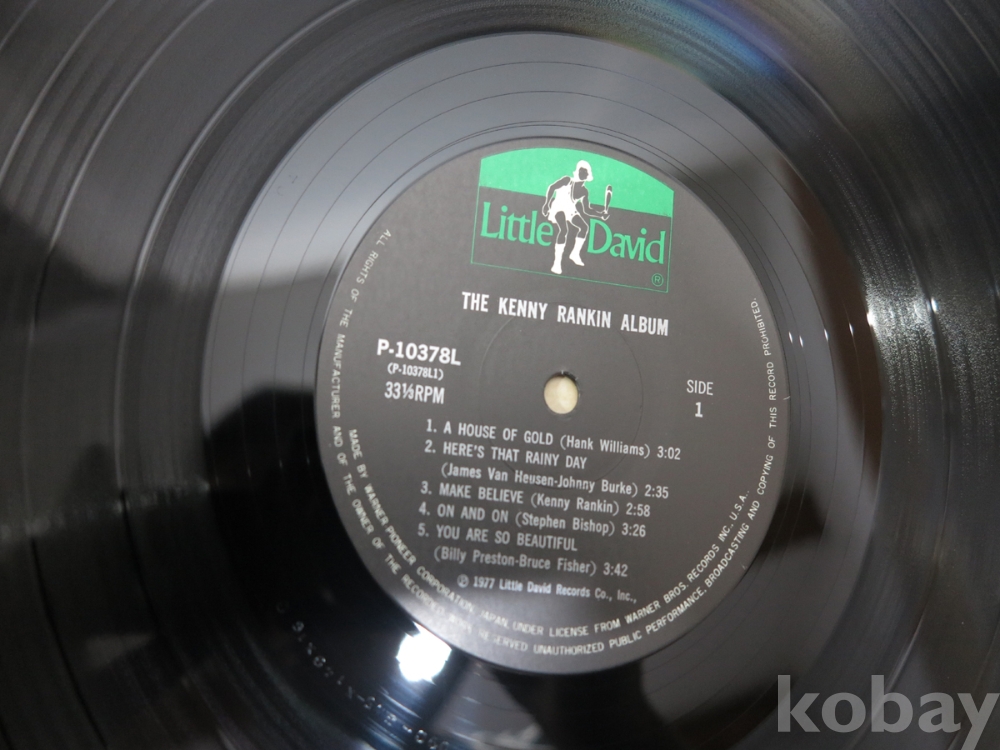 Little David
®
THE KENNY RANKIN ALBUM
P-10378L
(P-10378L1)
33⅓RPM
SIDE
1
1. A HOUSE OF GOLD (Hank Williams) 3:02
2. HERE'S THAT RAINY DAY
(James Van Heusen-Johnny Burke) 2:35
3. MAKE BELIEVE (Kenny Rankin) 2:58
4. ON AND ON (Stephen Bishop) 3:26
5. YOU ARE SO BEAUTIFUL
(Billy Preston-Bruce Fisher) 3:42
℗ 1977 Little David Records Co., Inc.,
MADE BY WARNER-PIONEER CORPORATION, JAPAN, UNDER LICENSE FROM WARNER BROS. RECORDS INC., U.S.A.
ALL RIGHTS OF THE MANUFACTURER AND OF THE OWNER OF THE RECORDED WORK RESERVED UNAUTHORIZED PUBLIC PERFORMANCE, BROADCASTING AND COPYING OF THIS RECORD PROHIBITED.
kobay